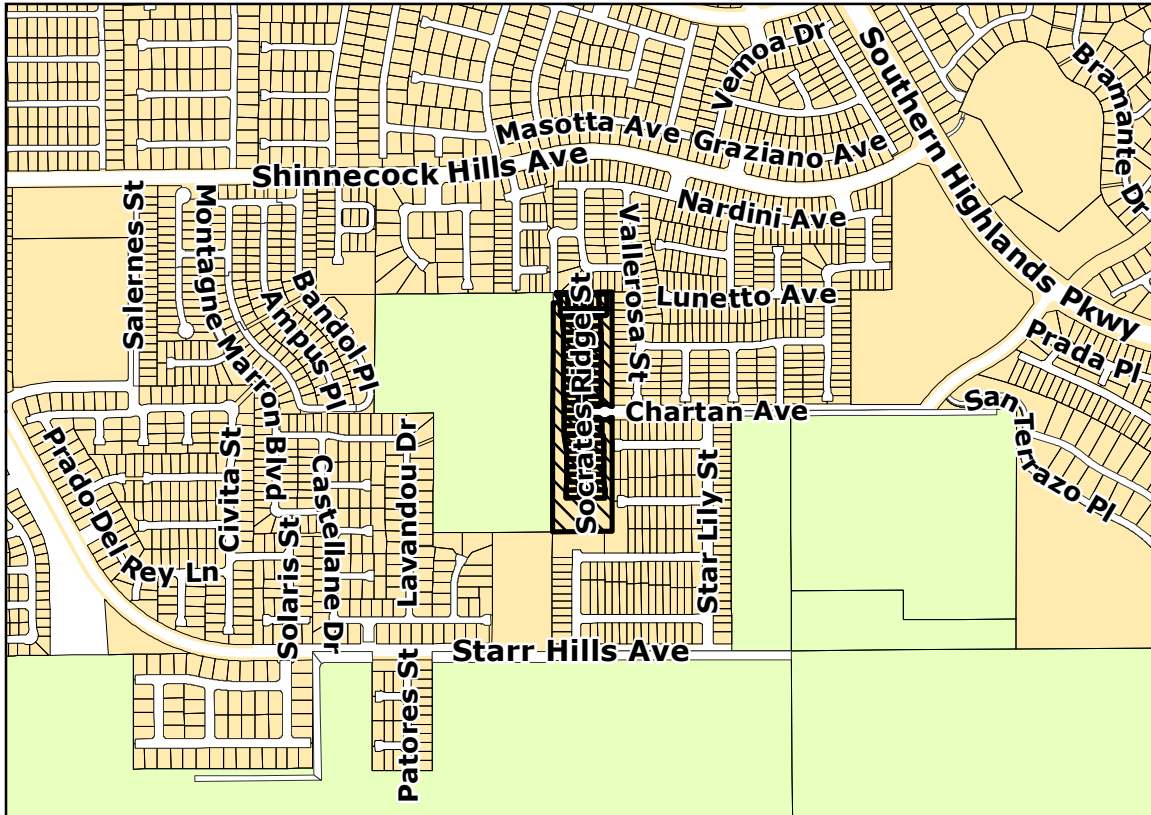 Vemoa Dr
Southern Highlands Pkwy
Bramante Dr
Masotta Ave
Graziano Ave
Shinnecock Hills Ave
Salernes St
Montagne Marron Blvd
Nardini Ave
Vallerosa St
Bandol Pl
Ampus Pl
Socrates Ridge St
Lunetto Ave
Prada Pl
Chartan Ave
San Terrazo Pl
Prado Del Rey Ln
Civita St
Castellane Dr
Lavandou Dr
Star Lily St
Solaris St
Starr Hills Ave
Patores St